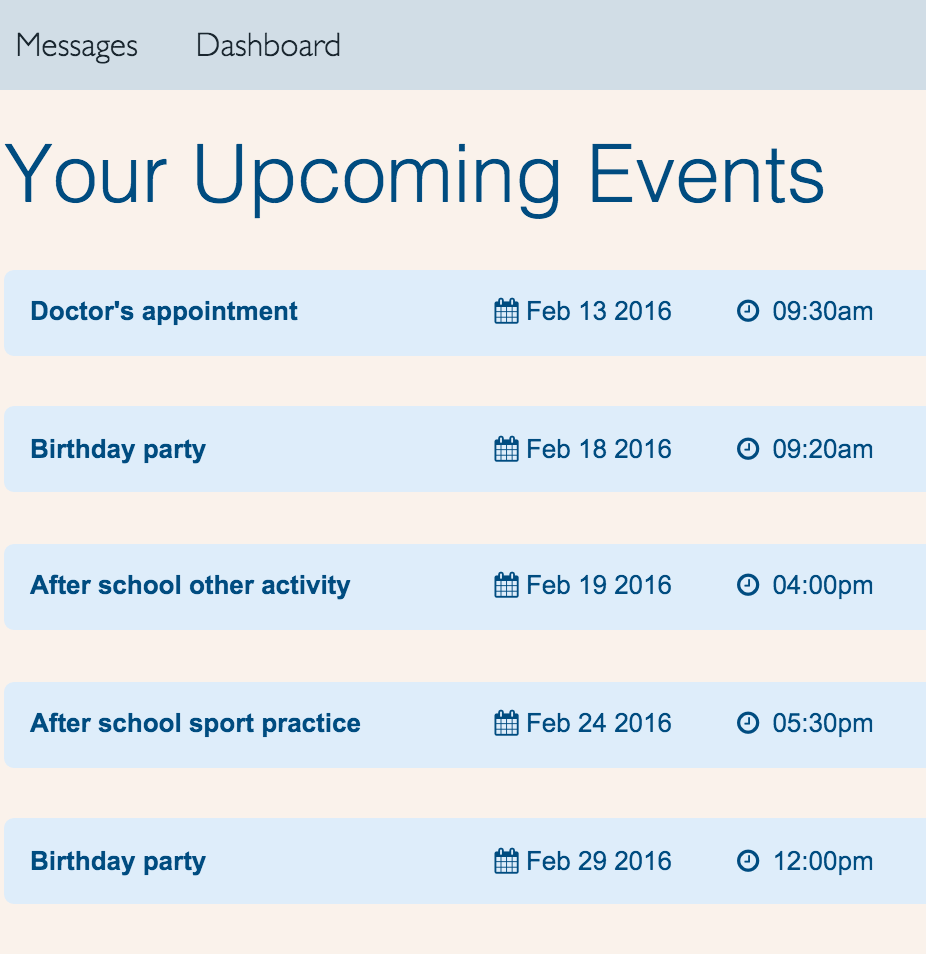 Messages Dashboard
Your Upcoming Events
Doctor's appointment Feb 13 2016 09:30am
Birthday party Feb 18 2016 09:20am
After school other activity Feb 19 2016 04:00pm
After school sport practice Feb 24 2016 05:30pm
Birthday party Feb 29 2016 12:00pm